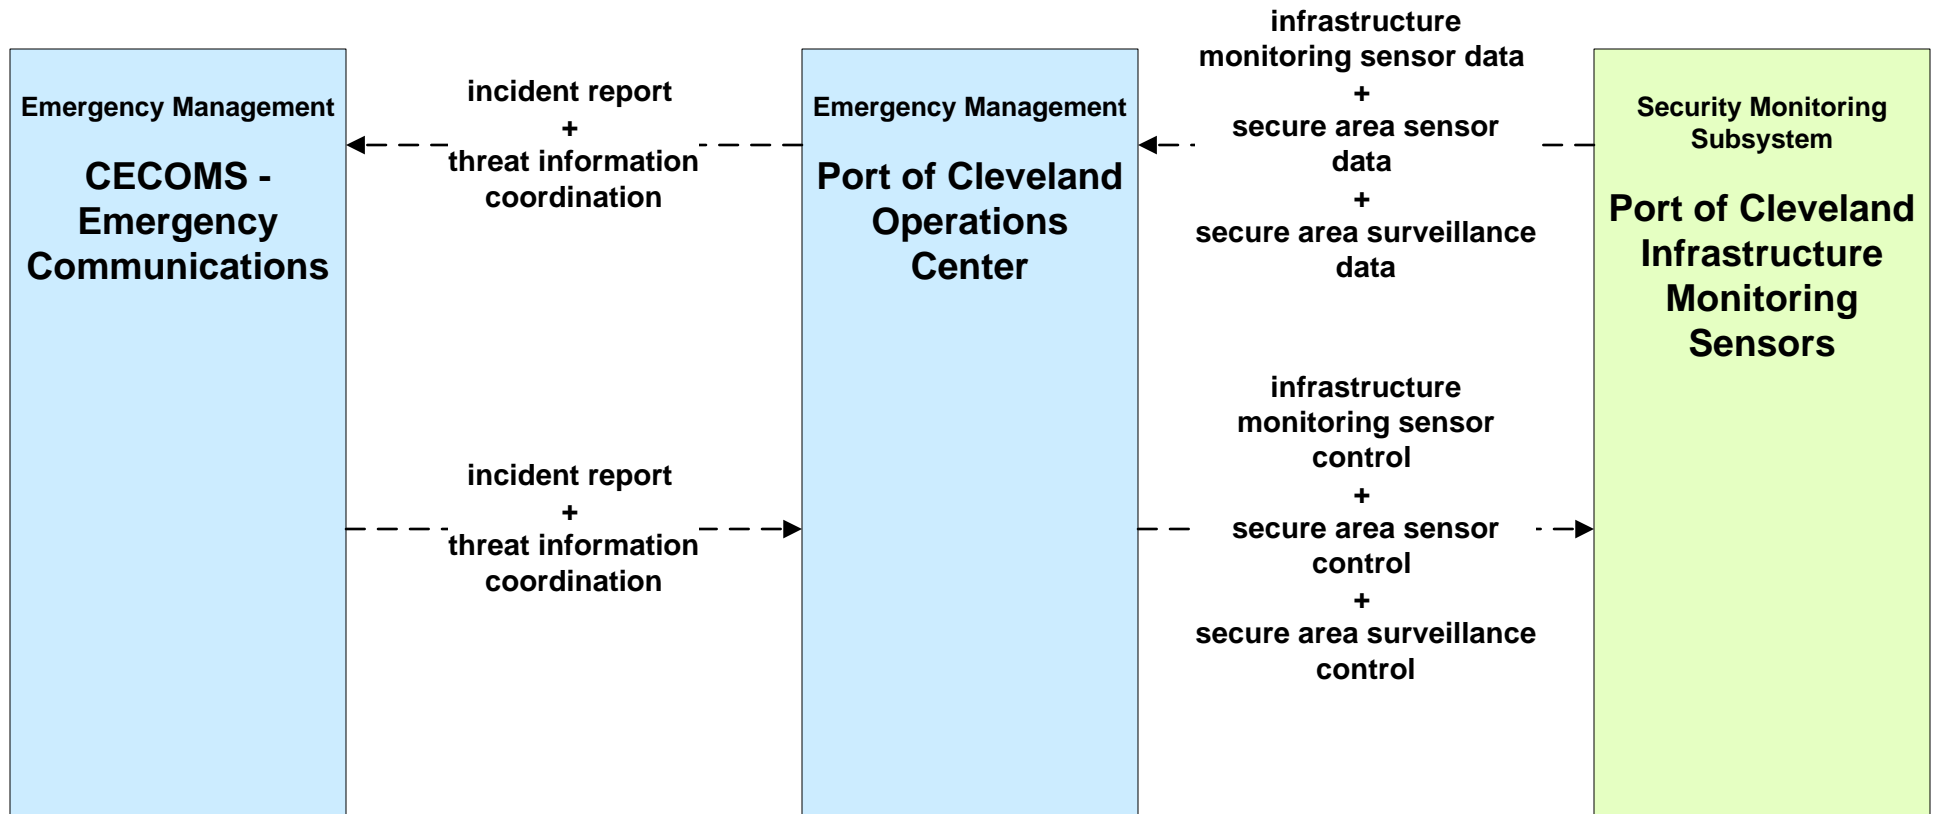 Emergency Management
CECOMS -
Emergency
Communications
incident report
+
threat information
coordination
incident report
+
threat information
coordination
Emergency Management
Port of Cleveland
Operations
Center
infrastructure
monitoring sensor data
+
secure area sensor
data
+
secure area surveillance
data
infrastructure
monitoring sensor
control
+
secure area sensor
control
+
secure area surveillance
control
Security Monitoring
Subsystem
Port of Cleveland
Infrastructure
Monitoring
Sensors